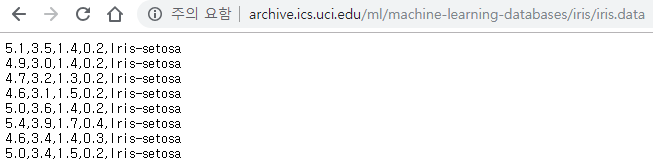 주의 요함 | archive.ics.uci.edu/ml/machine-learning-databases/iris/iris.data
5.1,3.5,1.4,0.2,Iris-setosa
4.9,3.0,1.4,0.2,Iris-setosa
4.7,3.2,1.3,0.2,Iris-setosa
4.6,3.1,1.5,0.2,Iris-setosa
5.0,3.6,1.4,0.2,Iris-setosa
5.4,3.9,1.7,0.4,Iris-setosa
4.6,3.4,1.4,0.3,Iris-setosa
5.0,3.4,1.5,0.2,Iris-setosa